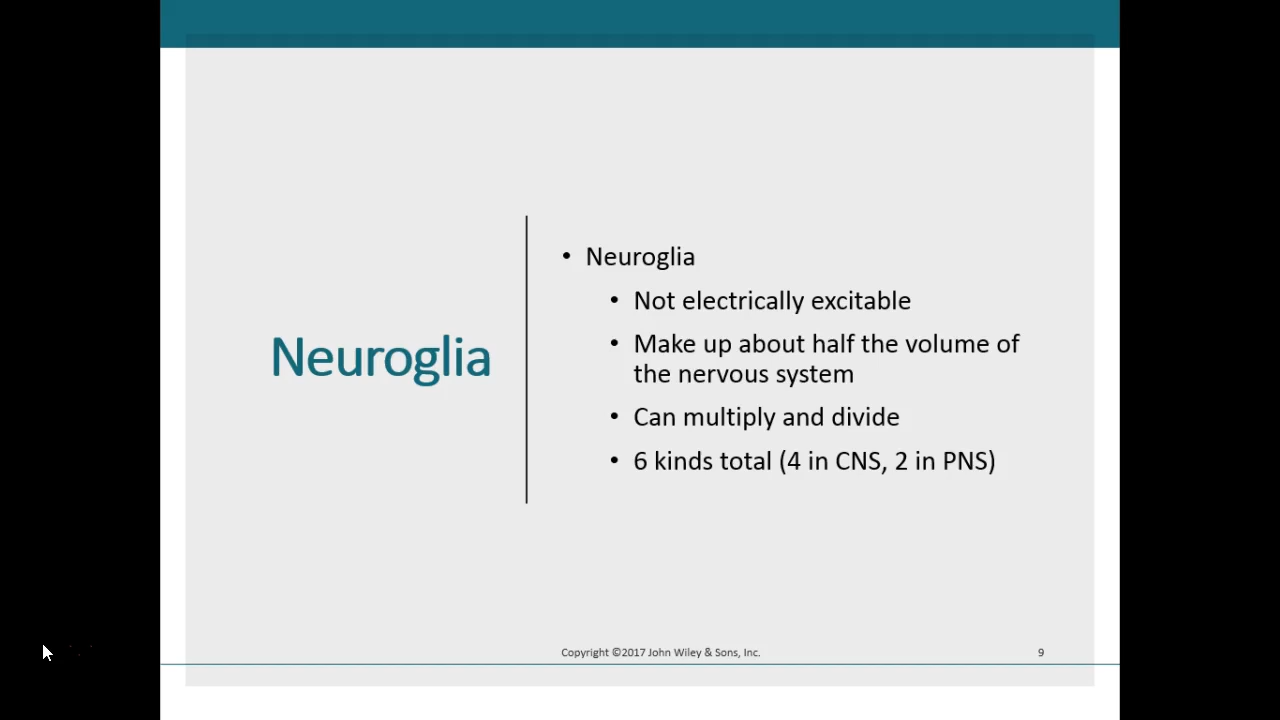 Neuroglia
• Neuroglia
• Not electrically excitable
• Make up about half the volume of
the nervous system
• Can multiply and divide
• 6 kinds total (4 in CNS, 2 in PNS)
Copyright ©2017 John Wiley & Sons, Inc.
9